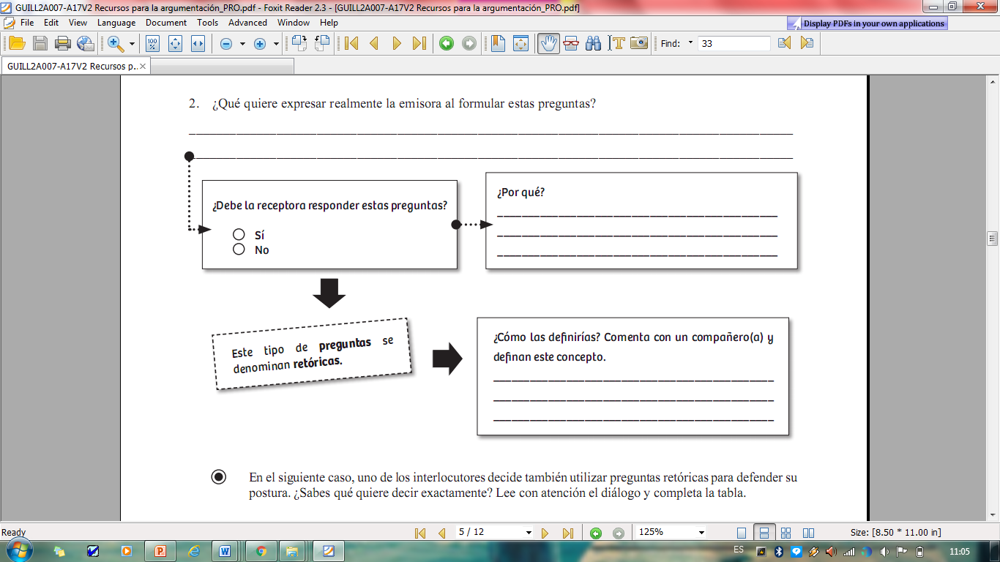 GUILL2A007-A17V2 Recursos para la argumentación_PRO.pdf - Foxit Reader 2.3 - [GUILL2A007-A17V2 Recursos para la argumentación_PRO.pdf]
File Edit View Language Document Tools Advanced Window Help
Display PDFs in your own applications
Find: 33
GUILL2A007-A17V2 Recursos p..
2. ¿Qué quiere expresar realmente la emisora al formular estas preguntas?
¿Debe la receptora responder estas preguntas?
Sí
No
¿Por qué?
Este tipo de preguntas se
denominan retóricas.
¿Cómo las definirías? Comenta con un compañero(a) y
definan este concepto.
En el siguiente caso, uno de los interlocutores decide también utilizar preguntas retóricas para defender su
postura. ¿Sabes qué quiere decir exactamente? Lee con atención el diálogo y completa la tabla.
Ready 5 / 12 125% Size: [8.50 * 11.00 in]
ES 11:05